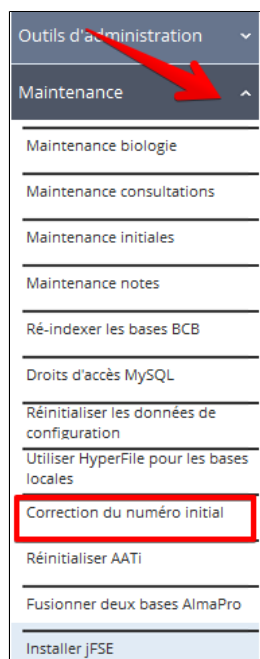 Outils d'administration
Maintenance
Maintenance biologie
Maintenance consultations
Maintenance initiales
Maintenance notes
Ré-indexer les bases BCB
Droits d'accès MySQL
Réinitialiser les données de
configuration
Utiliser HyperFile pour les bases
locales
Correction du numéro initial
Réinitialiser AATi
Fusionner deux bases AlmaPro
Installer jFSE